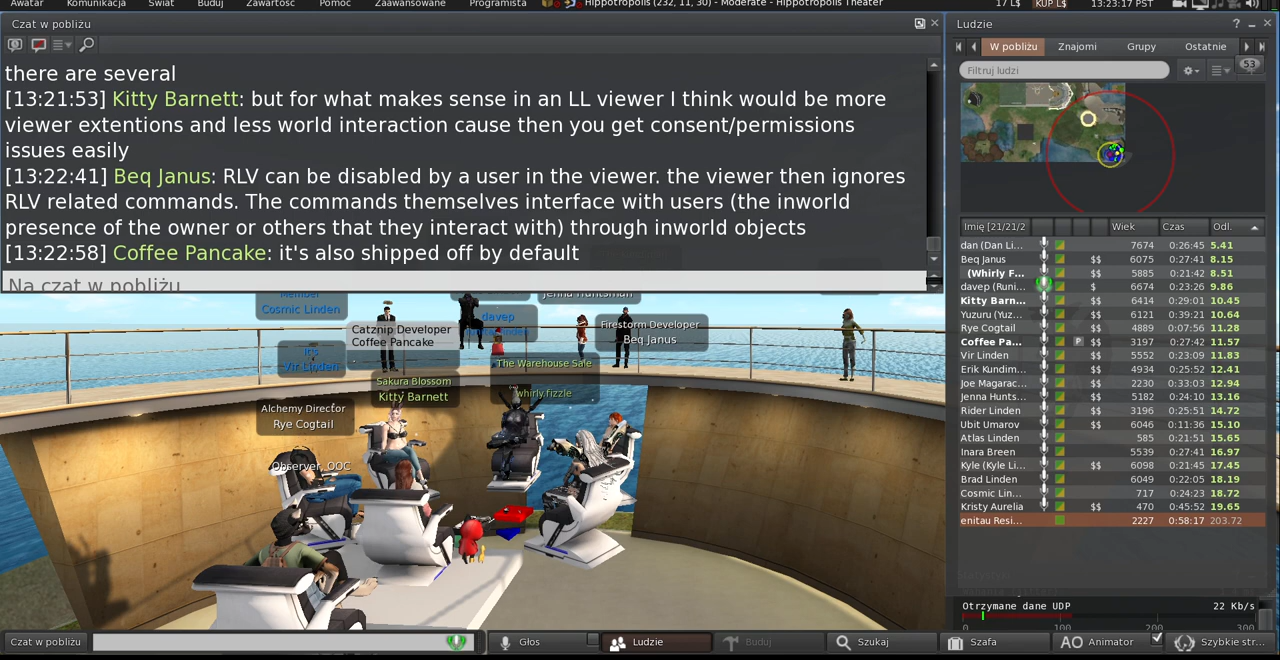 Awatar Komunikacja Świat Buduj Zawartość Pomoc Zaawansowane Programista Hippotropolis (232, 11, 30) - Moderate - Hippotropolis Theater 17 L$ KUP L$ 13:23:17 PST
Czat w pobliżu
there are several
[13:21:53] Kitty Barnett: but for what makes sense in an LL viewer I think would be more
viewer extentions and less world interaction cause then you get consent/permissions
issues easily
[13:22:41] Beq Janus: RLV can be disabled by a user in the viewer. the viewer then ignores
RLV related commands. The commands themselves interface with users (the inworld
presence of the owner or others that they interact with) through inworld objects
[13:22:58] Coffee Pancake: it's also shipped off by default
Na czat w pobliżu
Member
Cosmic Linden
Jenna Huntsman
davep
Catznip Developer
Coffee Pancake
Firestorm Developer
Beq Janus
Iris
Vir Linden
The Warehouse Sale
whirly.fizzle
Sakura Blossom
Kitty Barnett
Alchemy Director
Rye Cogtail
Observer, OOC
Ludzie
? _ ×
W pobliżu Znajomi Grupy Ostatnie
Filtruj ludzi
53
Imię [21/21/2 Wiek Czas Odl.
dan (Dan Li... 7674 0:26:45 5.41
Beq Janus $$ 6075 0:27:41 8.15
(Whirly F... $$ 5885 0:21:42 8.51
davep (Runi... $ 6674 0:23:26 9.86
Kitty Barn... $$ 6414 0:29:01 10.45
Yuzuru (Yuz... $$ 6121 0:39:21 10.64
Rye Cogtail $$ 4889 0:07:56 11.28
Coffee Pa... P $$ 3197 0:27:42 11.57
Vir Linden $$ 5552 0:23:09 11.83
Erik Kundim... $$ 4934 0:25:52 12.41
Joe Magarac... $$ 2230 0:33:03 12.94
Jenna Hunts... $$ 5182 0:24:10 13.16
Rider Linden $$ 3196 0:25:51 14.72
Ubit Umarov $$ 6046 0:11:36 15.10
Atlas Linden 585 0:21:51 15.65
Inara Breen 5539 0:27:41 16.97
Kyle (Kyle Li... $$ 6098 0:21:45 17.45
Brad Linden 6049 0:22:05 18.19
Cosmic Lin... 717 0:24:23 18.72
Kristy Aurelia $$ 470 0:45:52 19.65
enitau Resi... 2227 0:58:17 203.72
Otrzymane dane UDP 22 Kb/s
0 100 200 300
Czat w pobliżu Głos Ludzie Buduj Szukaj Szafa AO Animator Szybkie str...